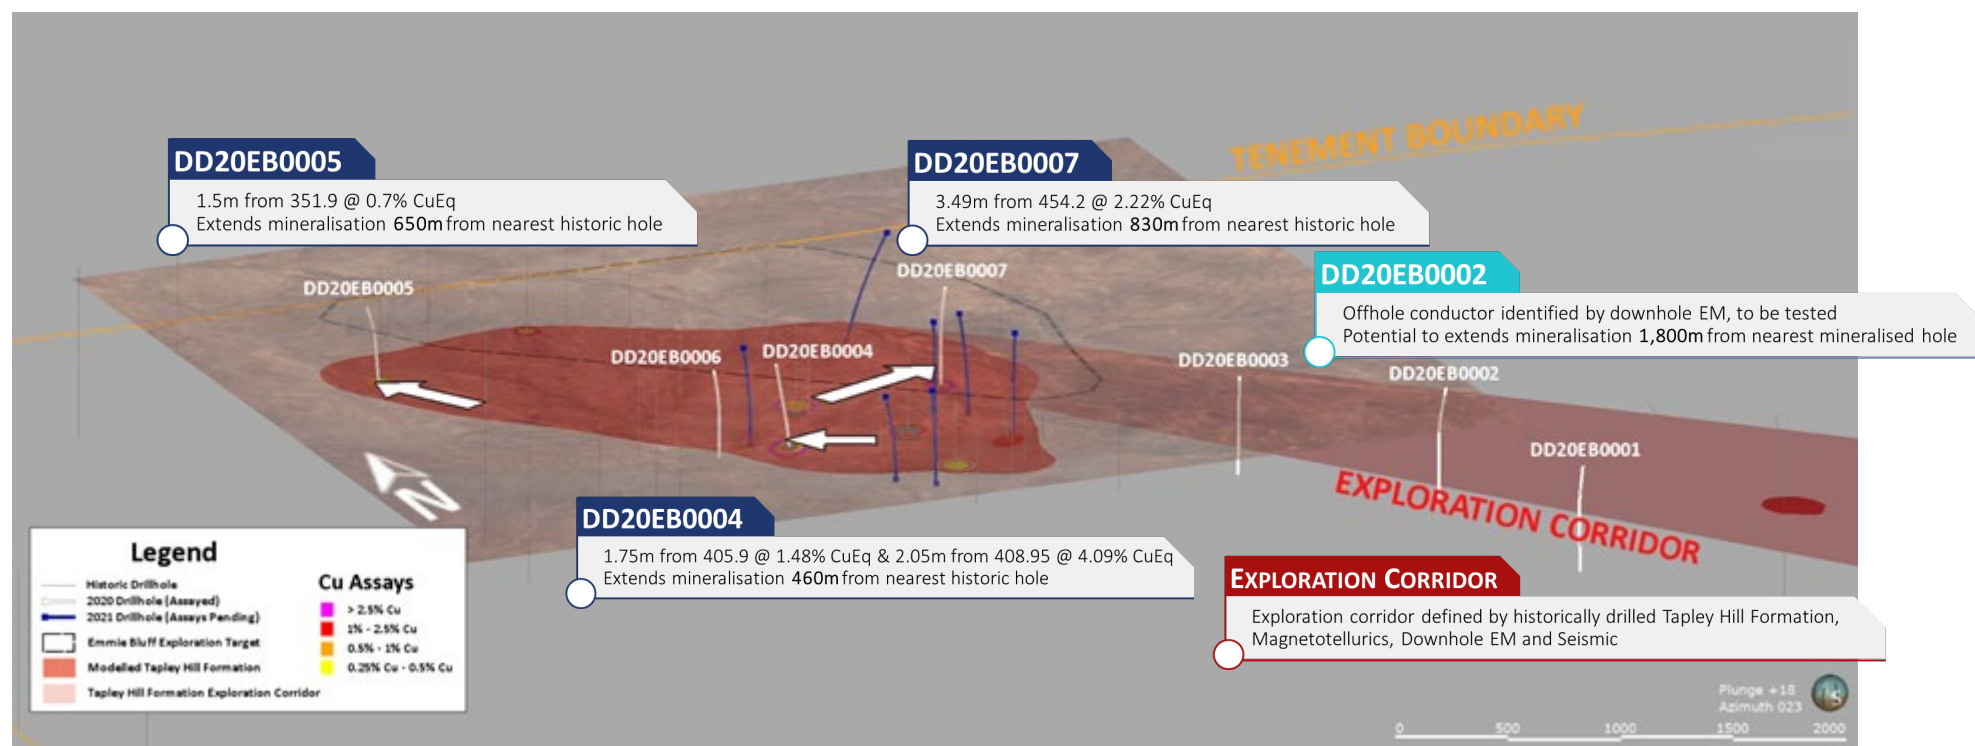 TENEMENT BOUNDARY
DD20EB0005
1.5m from 351.9 @ 0.7% CuEq
Extends mineralisation 650m from nearest historic hole
DD20EB0007
3.49m from 454.2 @ 2.22% CuEq
Extends mineralisation 830m from nearest historic hole
DD20EB0002
Offhole conductor identified by downhole EM, to be tested
Potential to extends mineralisation 1,800m from nearest mineralised hole
DD20EB0005
DD20EB0007
DD20EB0006
DD20EB0004
DD20EB0003
DD20EB0002
DD20EB0001
N
EXPLORATION CORRIDOR
DD20EB0004
1.75m from 405.9 @ 1.48% CuEq & 2.05m from 408.95 @ 4.09% CuEq
Extends mineralisation 460m from nearest historic hole
EXPLORATION CORRIDOR
Exploration corridor defined by historically drilled Tapley Hill Formation,
Magnetotellurics, Downhole EM and Seismic
Legend
Historic Drillhole
2020 Drillhole (Assayed)
2021 Drillhole (Assays Pending)
Emmie Bluff Exploration Target
Modelled Tapley Hill Formation
Tapley Hill Formation Exploration Corridor
Cu Assays
> 2.5% Cu
1% - 2.5% Cu
0.5% - 1% Cu
0.25% Cu - 0.5% Cu
Plunge +18
Azimuth 023
0 500 1000 1500 2000